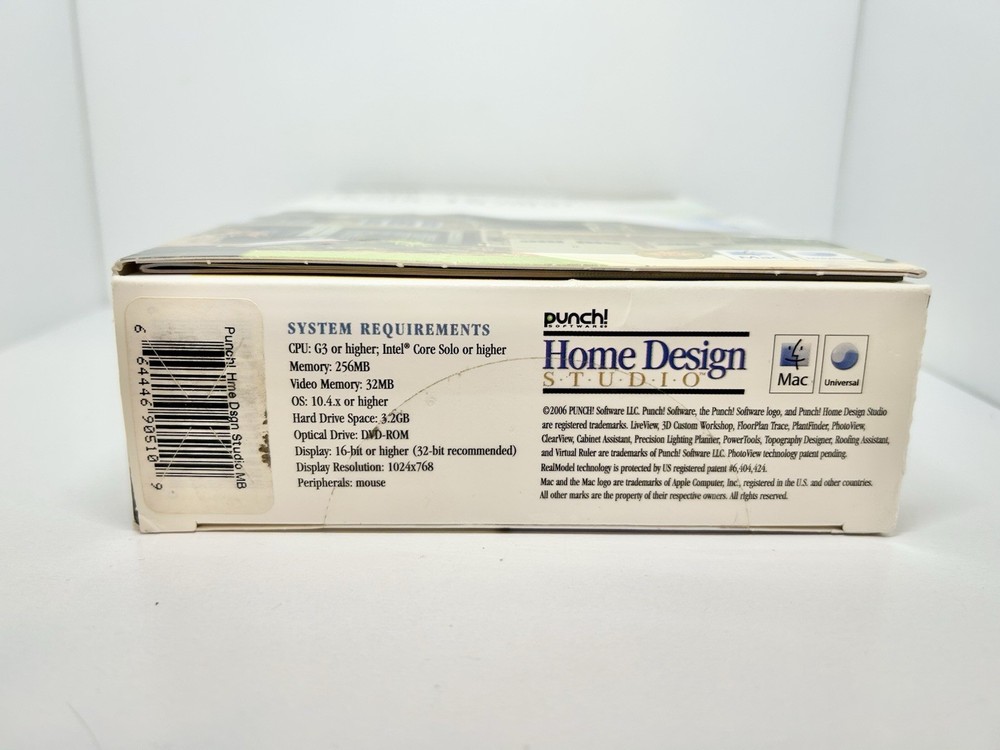 Punch! Home Dsgn Studio MB
6 64446 90510 9
SYSTEM REQUIREMENTS
CPU: G3 or higher; Intel® Core Solo or higher
Memory: 256MB
Video Memory: 32MB
OS: 10.4.x or higher
Hard Drive Space: 3.2GB
Optical Drive: DVD-ROM
Display: 16-bit or higher (32-bit recommended)
Display Resolution: 1024x768
Peripherals: mouse
punch!
SOFTWARE®
Home Design
S·T·U·D·I·O™
Mac
Universal
©2006 PUNCH! Software LLC. Punch! Software, the Punch! Software logo, and Punch! Home Design Studio
are registered trademarks. LiveView, 3D Custom Workshop, FloorPlan Trace, PlantFinder, PhotoView,
ClearView, Cabinet Assistant, Precision Lighting Planner, PowerTools, Topography Designer, Roofing Assistant,
and Virtual Ruler are trademarks of Punch! Software LLC. PhotoView technology patent pending.
RealModel technology is protected by US registered patent #6,404,424.
Mac and the Mac logo are trademarks of Apple Computer, Inc., registered in the U.S. and other countries.
All other marks are the property of their respective owners. All rights reserved.